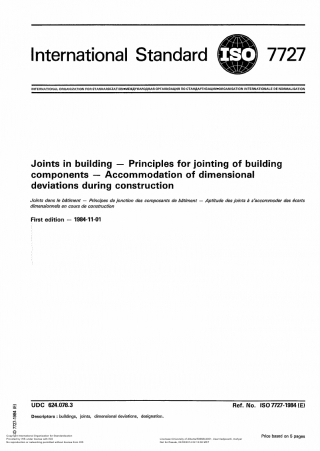 International Standard ISO 7727
INTERNATIONAL ORGANIZATION FOR STANDARDIZATION•МЕЖДУНАРОДНАЯ ОРГАНИЗАЦИЯ ПО СТАНДАРТИЗАЦИИ•ORGANISATION INTERNATIONALE DE NORMALISATION
Joints in building — Principles for jointing of building
components — Accommodation of dimensional
deviations during construction
Joints dans le bâtiment — Principes de jonction des composants de bâtiment — Aptitude des joints à s'accommoder des écarts
dimensionnels en cours de construction
First edition — 1984-11-01
UDC 624.078.3
Ref. No. ISO 7727-1984 (E)
Descriptors : buildings, joints, dimensional deviations, designation.
ISO 7727-1984 (E)
Price based on 5 pages